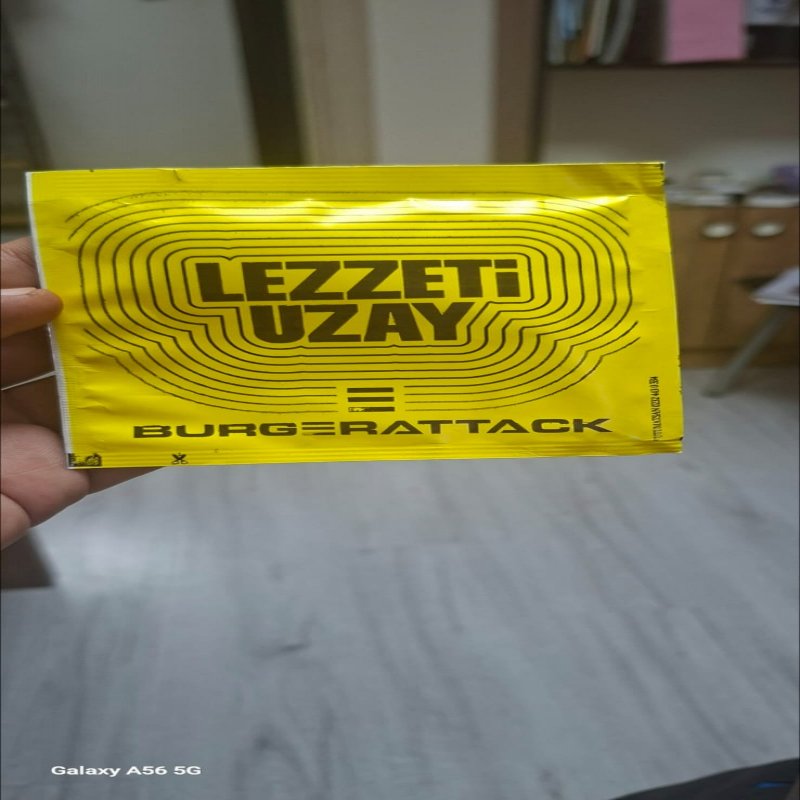 LEZZETi
UZAY
BURGERATTACK
Galaxy A56 5G